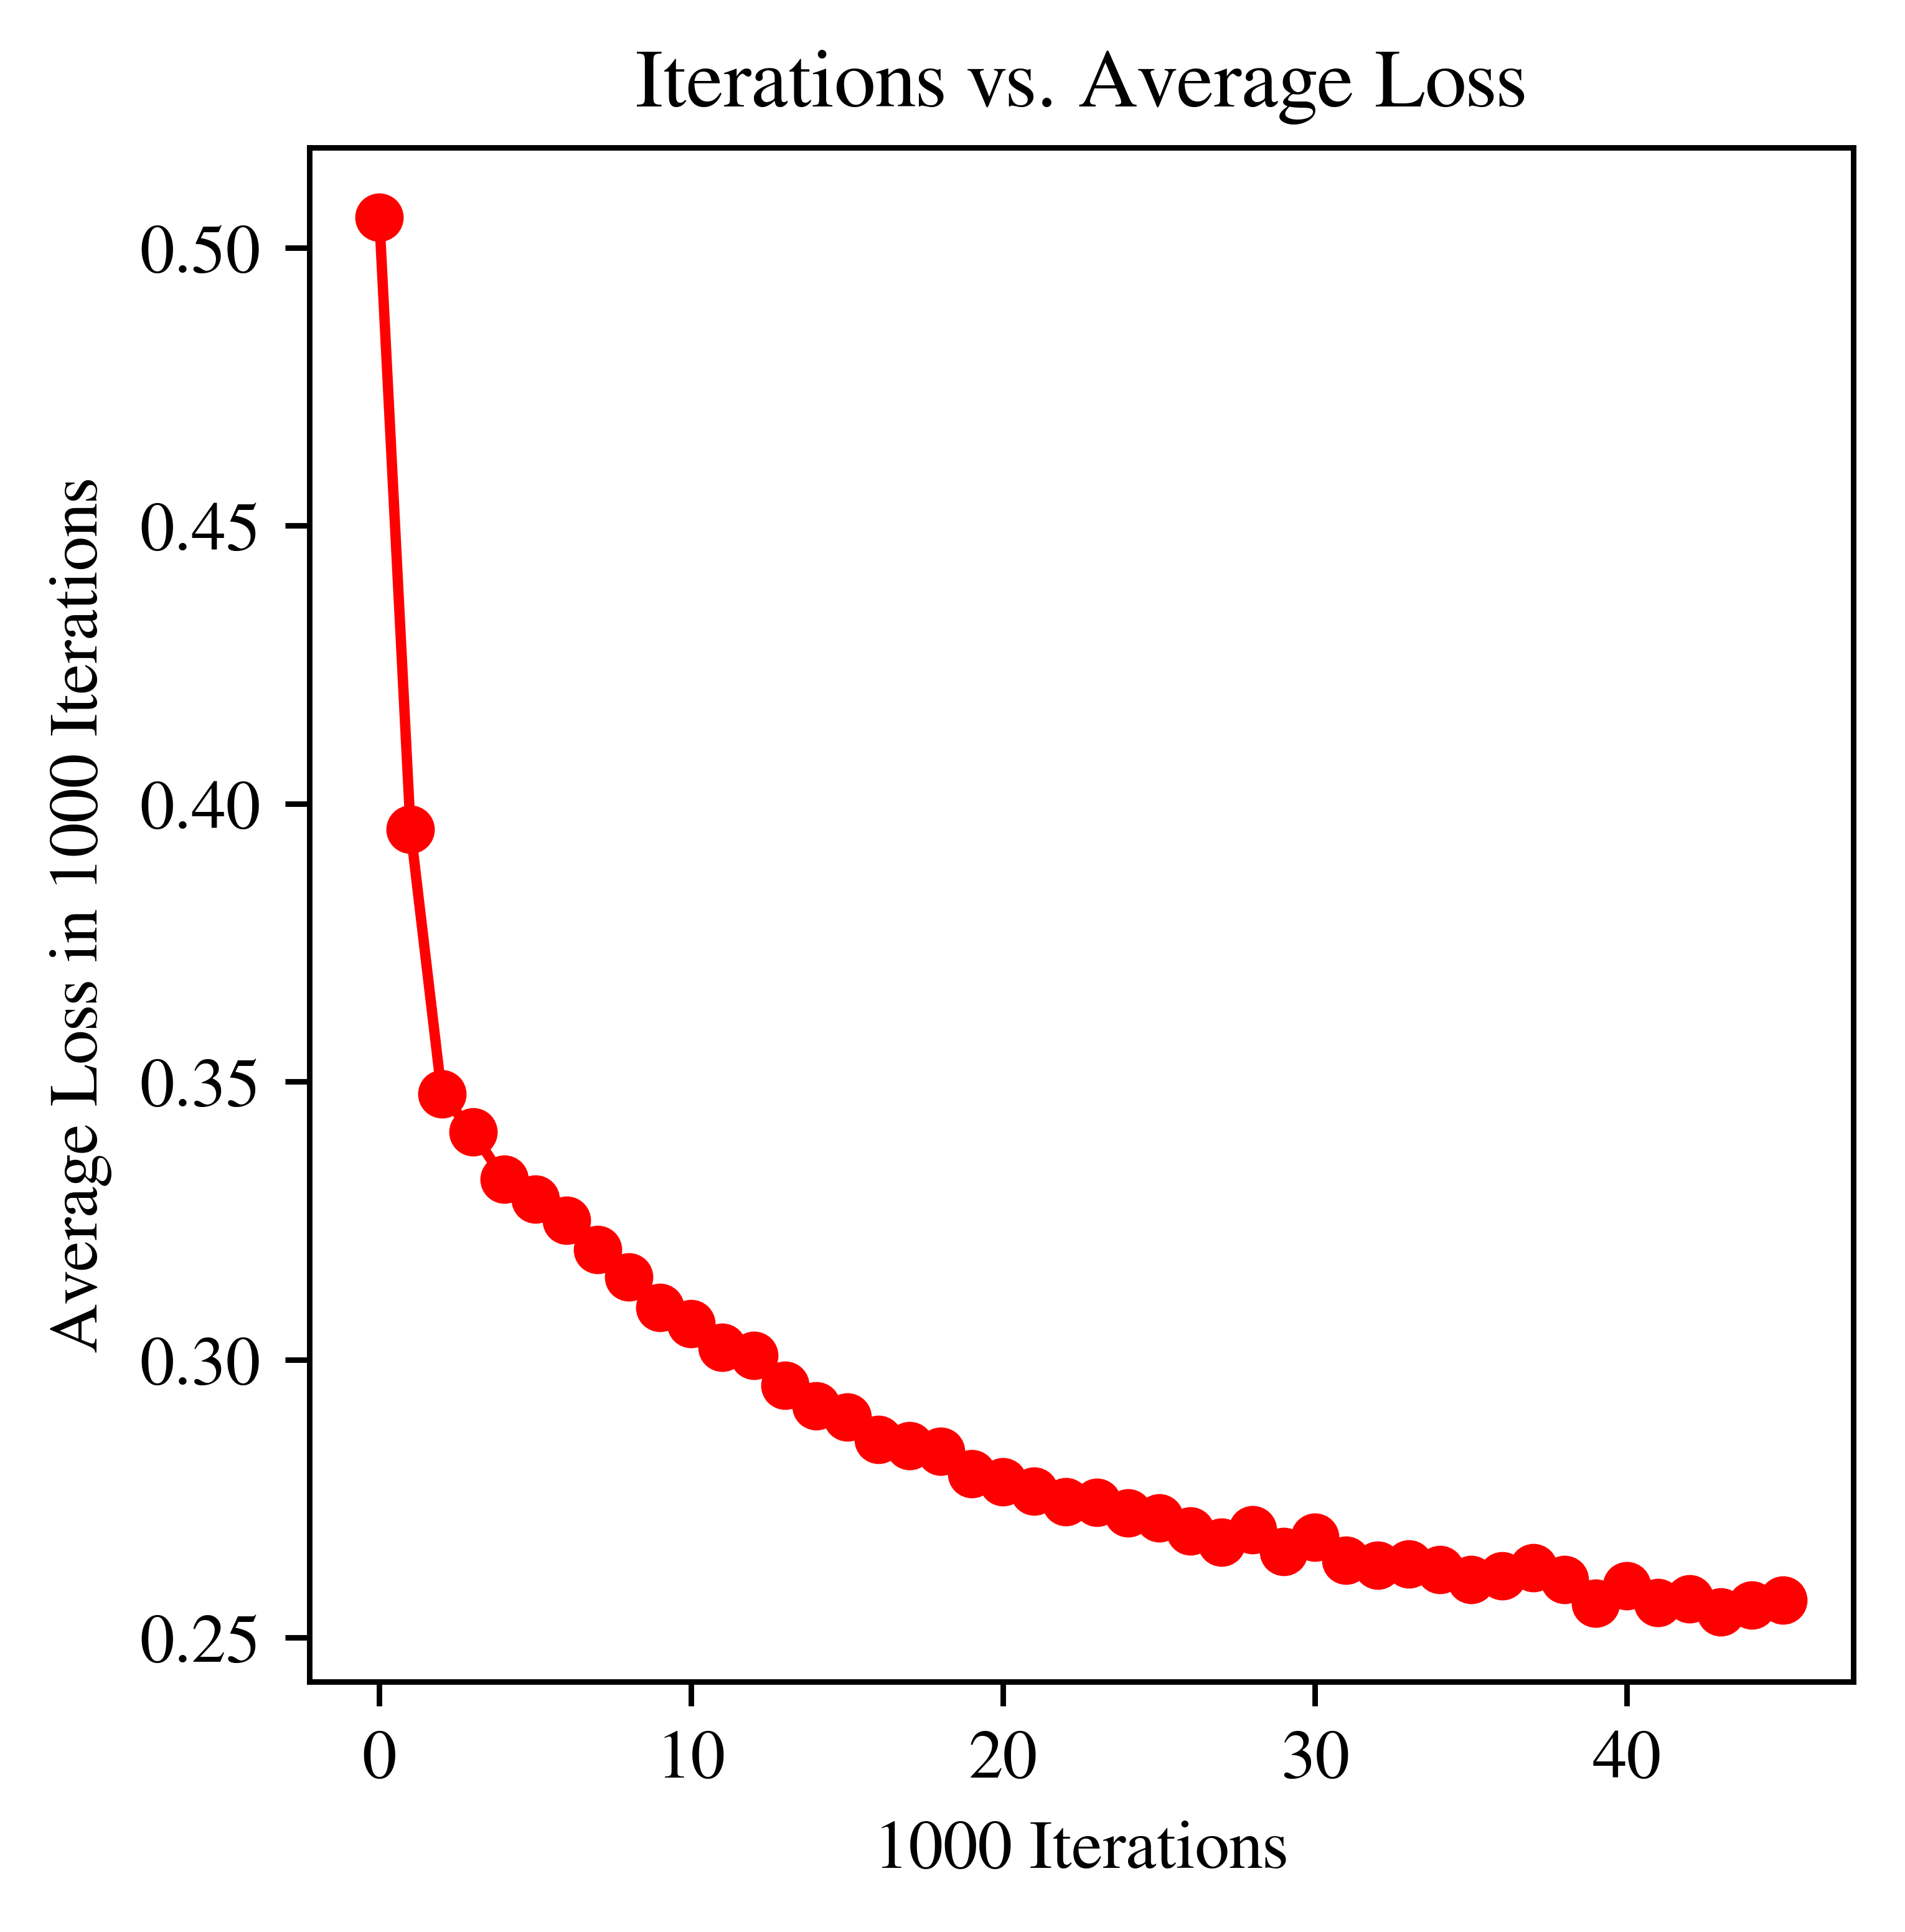 Iterations vs. Average Loss
Average Loss in 1000 Iterations
0.50
0.45
0.40
0.35
0.30
0.25
0 10 20 30 40
1000 Iterations